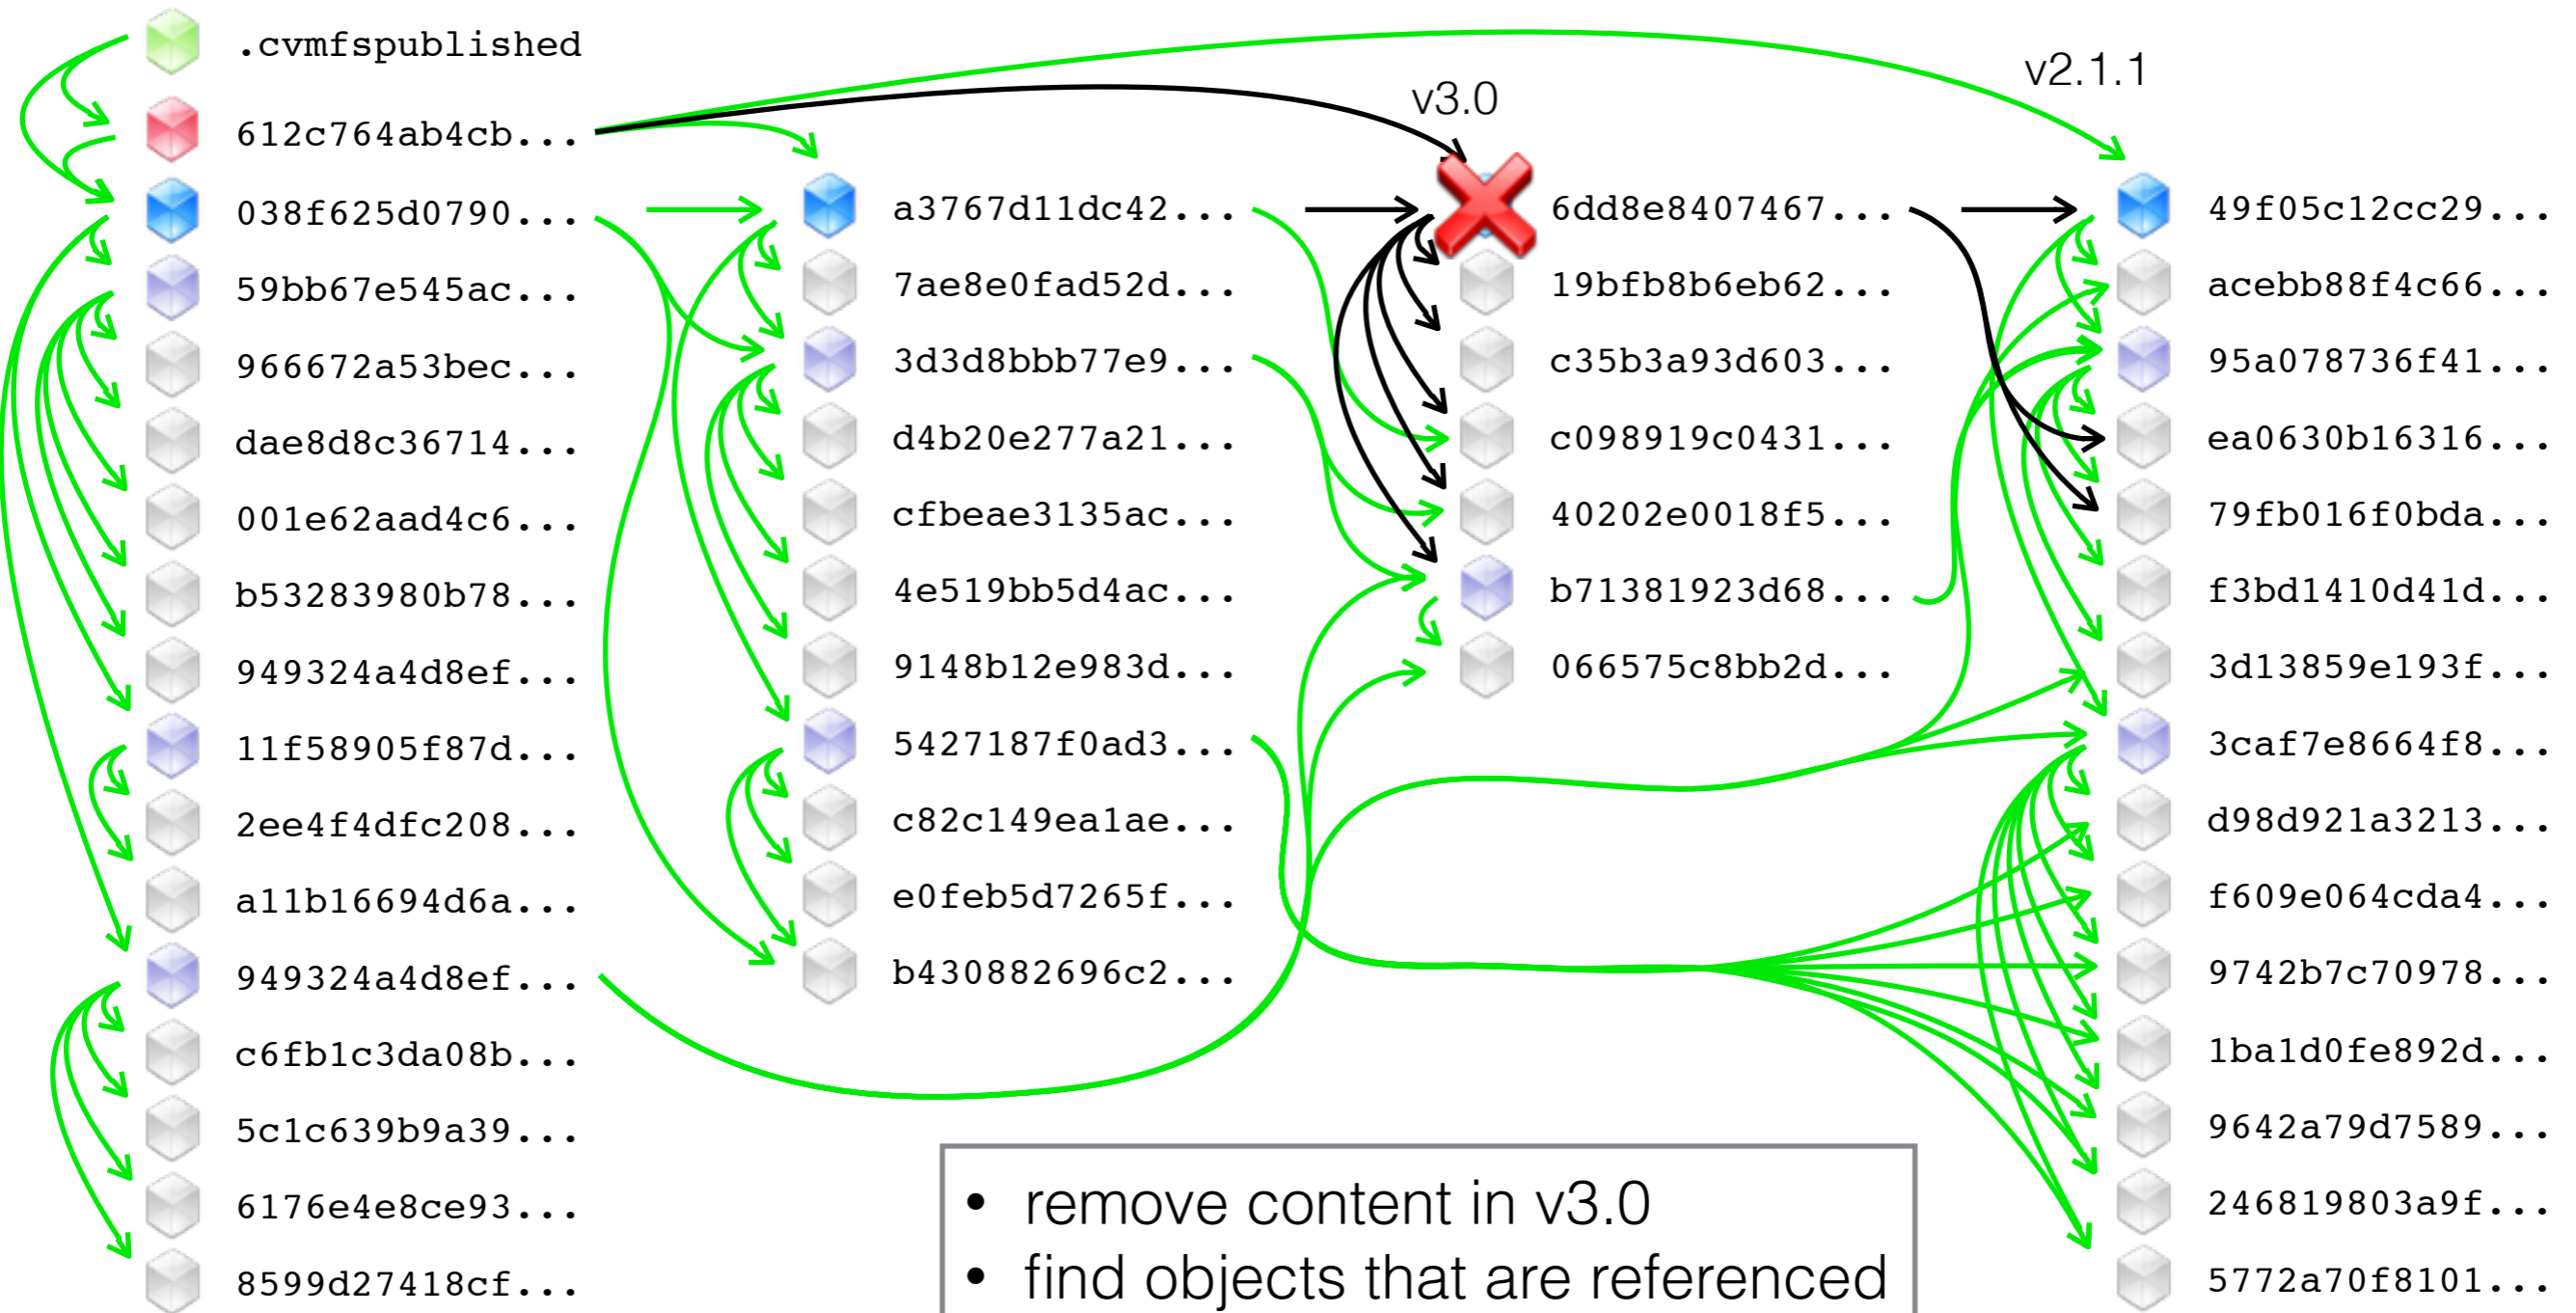 .cvmfspublished
612c764ab4cb...
038f625d0790...
59bb67e545ac...
966672a53bec...
dae8d8c36714...
001e62aad4c6...
b53283980b78...
949324a4d8ef...
11f58905f87d...
2ee4f4dfc208...
a11b16694d6a...
949324a4d8ef...
c6fb1c3da08b...
5c1c639b9a39...
6176e4e8ce93...
8599d27418cf...
a3767d11dc42...
7ae8e0fad52d...
3d3d8bbb77e9...
d4b20e277a21...
cfbeae3135ac...
4e519bb5d4ac...
9148b12e983d...
5427187f0ad3...
c82c149ea1ae...
e0feb5d7265f...
b430882696c2...
v3.0
6dd8e8407467...
19bfb8b6eb62...
c35b3a93d603...
c098919c0431...
40202e0018f5...
b71381923d68...
066575c8bb2d...
v2.1.1
49f05c12cc29...
acebb88f4c66...
95a078736f41...
ea0630b16316...
79fb016f0bda...
f3bd1410d41d...
3d13859e193f...
3caf7e8664f8...
d98d921a3213...
f609e064cda4...
9742b7c70978...
1ba1d0fe892d...
9642a79d7589...
246819803a9f...
5772a70f8101...
• remove content in v3.0
• find objects that are referenced